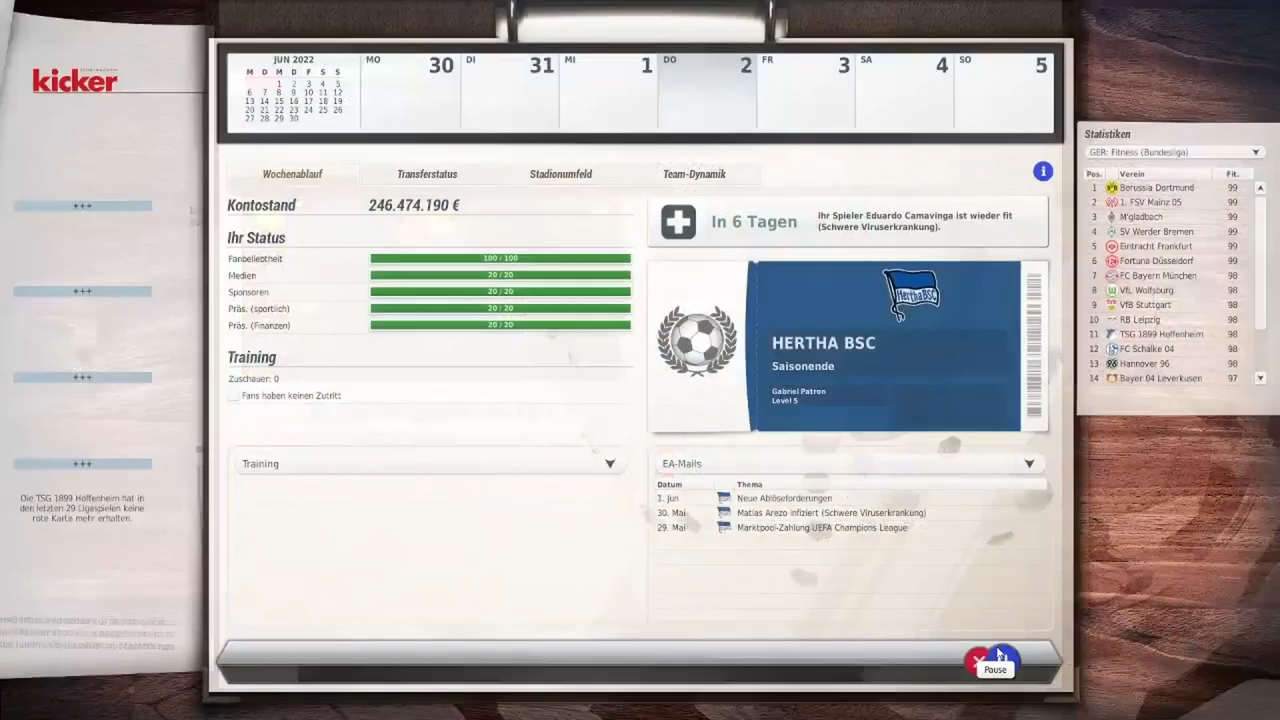 kicker
+++
+++
+++
+++
Die TSG 1899 Hoffenheim hat in
den letzten 29 Ligaspielen keine
rote Karte mehr erhalten.
JUN 2022
M D M D F S S
1 2 3 4 5
6 7 8 9 10 11 12
13 14 15 16 17 18 19
20 21 22 23 24 25 26
27 28 29 30
MO 30
DI 31
MI 1
DO 2
FR 3
SA 4
SO 5
Wochenablauf
Transferstatus
Stadionumfeld
Team-Dynamik
i
Kontostand 246.474.190 €
Ihr Status
Fanbeliebtheit 100 / 100
Medien 20 / 20
Sponsoren 20 / 20
Präs. (sportlich) 20 / 20
Präs. (Finanzen) 20 / 20
Training
Zuschauer: 0
Fans haben keinen Zutritt
Training
In 6 Tagen
Ihr Spieler Eduardo Camavinga ist wieder fit
(Schwere Viruserkrankung).
Hertha BSC
HERTHA BSC
Saisonende
Gabriel Patron
Level 5
EA-Mails
Datum Thema
1. Jun Neue Ablöseforderungen
30. Mai Matias Arezo infiziert (Schwere Viruserkrankung)
29. Mai Marktpool-Zahlung UEFA Champions League
Pause
Statistiken
GER: Fitness (Bundesliga)
Pos. Verein Fit.
1 Borussia Dortmund 99
2 1. FSV Mainz 05 99
3 M'gladbach 99
4 SV Werder Bremen 99
5 Eintracht Frankfurt 99
6 Fortuna Düsseldorf 99
7 FC Bayern München 98
8 VfL Wolfsburg 98
9 VfB Stuttgart 98
10 RB Leipzig 98
11 TSG 1899 Hoffenheim 98
12 FC Schalke 04 98
13 Hannover 96 98
14 Bayer 04 Leverkusen 97